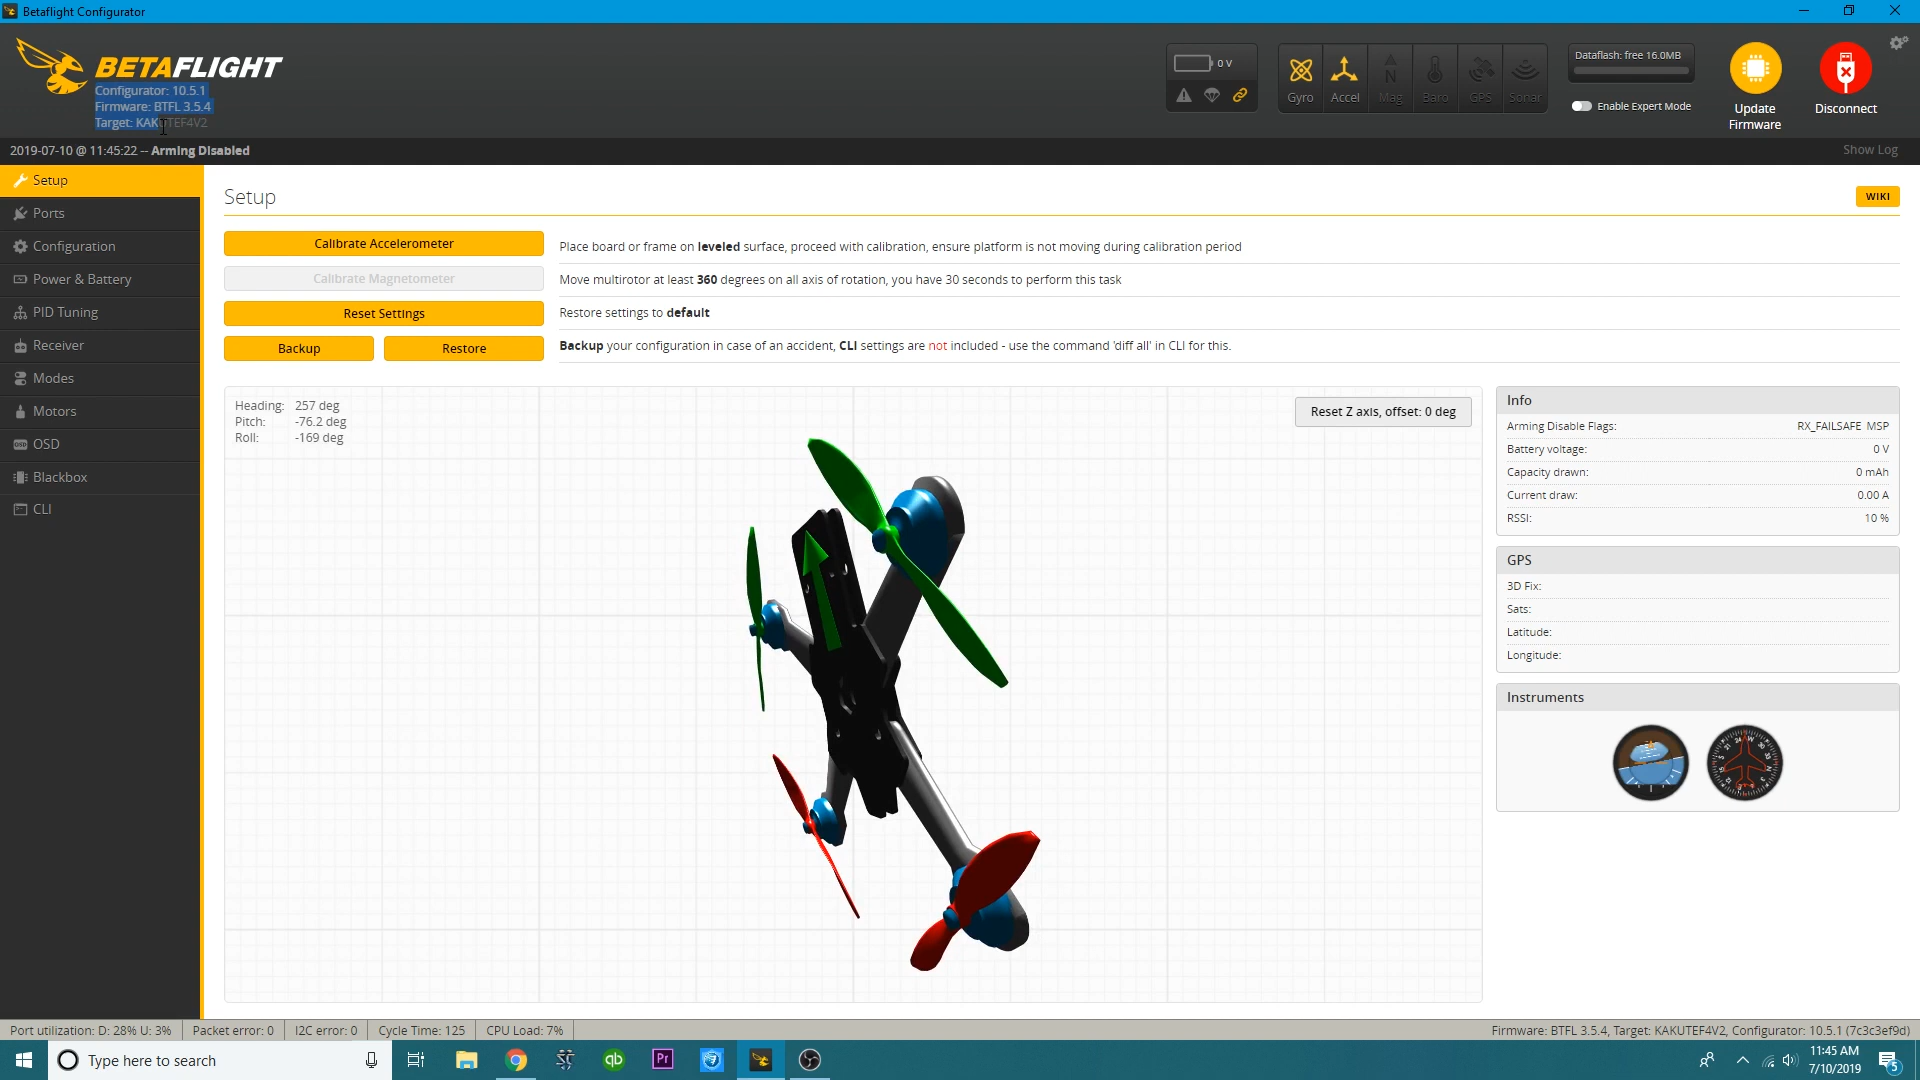 Betaflight Configurator
BETAFLIGHT
Configurator: 10.5.1
Firmware: BTFL 3.5.4
Target: KAKUTEF4V2
0 V
Gyro
Accel
Mag
Baro
GPS
Sonar
Dataflash: free 16.0MB
Enable Expert Mode
Update
Firmware
Disconnect
2019-07-10 @ 11:45:22 -- Arming Disabled
Show Log
Setup
Ports
Configuration
Power & Battery
PID Tuning
Receiver
Modes
Motors
OSD
Blackbox
CLI
Setup
WIKI
Calibrate Accelerometer
Place board or frame on leveled surface, proceed with calibration, ensure platform is not moving during calibration period
Calibrate Magnetometer
Move multirotor at least 360 degrees on all axis of rotation, you have 30 seconds to perform this task
Reset Settings
Restore settings to default
Backup
Restore
Backup your configuration in case of an accident, CLI settings are not included - use the command 'diff all' in CLI for this.
Heading: 257 deg
Pitch: -76.2 deg
Roll: -169 deg
Reset Z axis, offset: 0 deg
Info
Arming Disable Flags: RX_FAILSAFE MSP
Battery voltage: 0 V
Capacity drawn: 0 mAh
Current draw: 0.00 A
RSSI: 10 %
GPS
3D Fix:
Sats:
Latitude:
Longitude:
Instruments
Port utilization: D: 28% U: 3%
Packet error: 0
I2C error: 0
Cycle Time: 125
CPU Load: 7%
Firmware: BTFL 3.5.4, Target: KAKUTEF4V2, Configurator: 10.5.1 (7c3c3ef9d)
Type here to search
qb
Pr
11:45 AM
7/10/2019
5